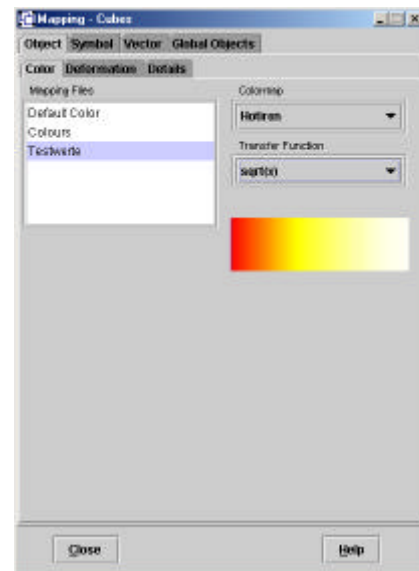 Mapping - Cubes
Object Symbol Vector Global Objects
Color Deformation Details
Mapping Files
Colormap
Default Color
Colours
Testwerte
Hotiron
Transfer Function
sqrt(x)
Close
Help